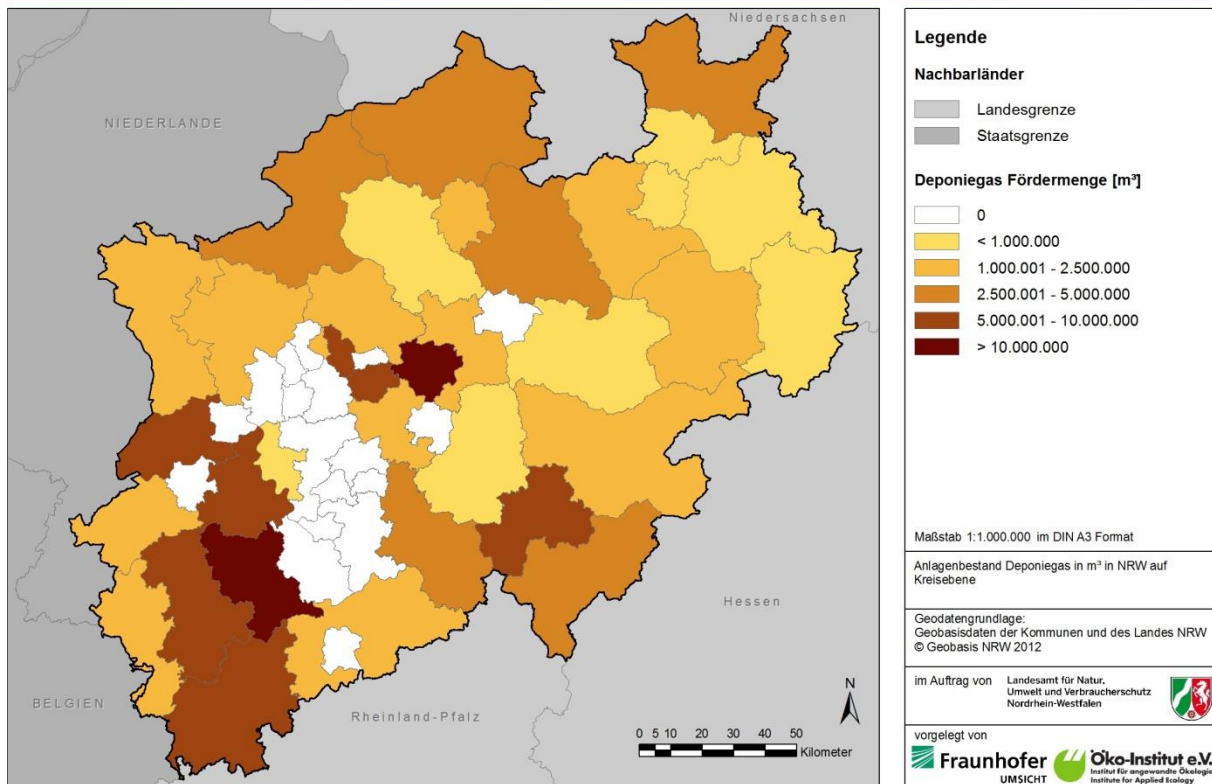 Niedersachsen
NIEDERLANDE
Hessen
BELGIEN
Rheinland-Pfalz
N
0 5 10 20 30 40 50
Kilometer
Legende
Nachbarländer
Landesgrenze
Staatsgrenze
Deponiegas Fördermenge [m³]
0
< 1.000.000
1.000.001 - 2.500.000
2.500.001 - 5.000.000
5.000.001 - 10.000.000
> 10.000.000
Maßstab 1:1.000.000 im DIN A3 Format
Anlagenbestand Deponiegas in m³ in NRW auf
Kreisebene
Geodatengrundlage:
Geobasisdaten der Kommunen und des Landes NRW
© Geobasis NRW 2012
im Auftrag von
Landesamt für Natur,
Umwelt und Verbraucherschutz
Nordrhein-Westfalen
vorgelegt von
Fraunhofer
UMSICHT
Öko-Institut e.V.
Institut für angewandte Ökologie
Institute for Applied Ecology